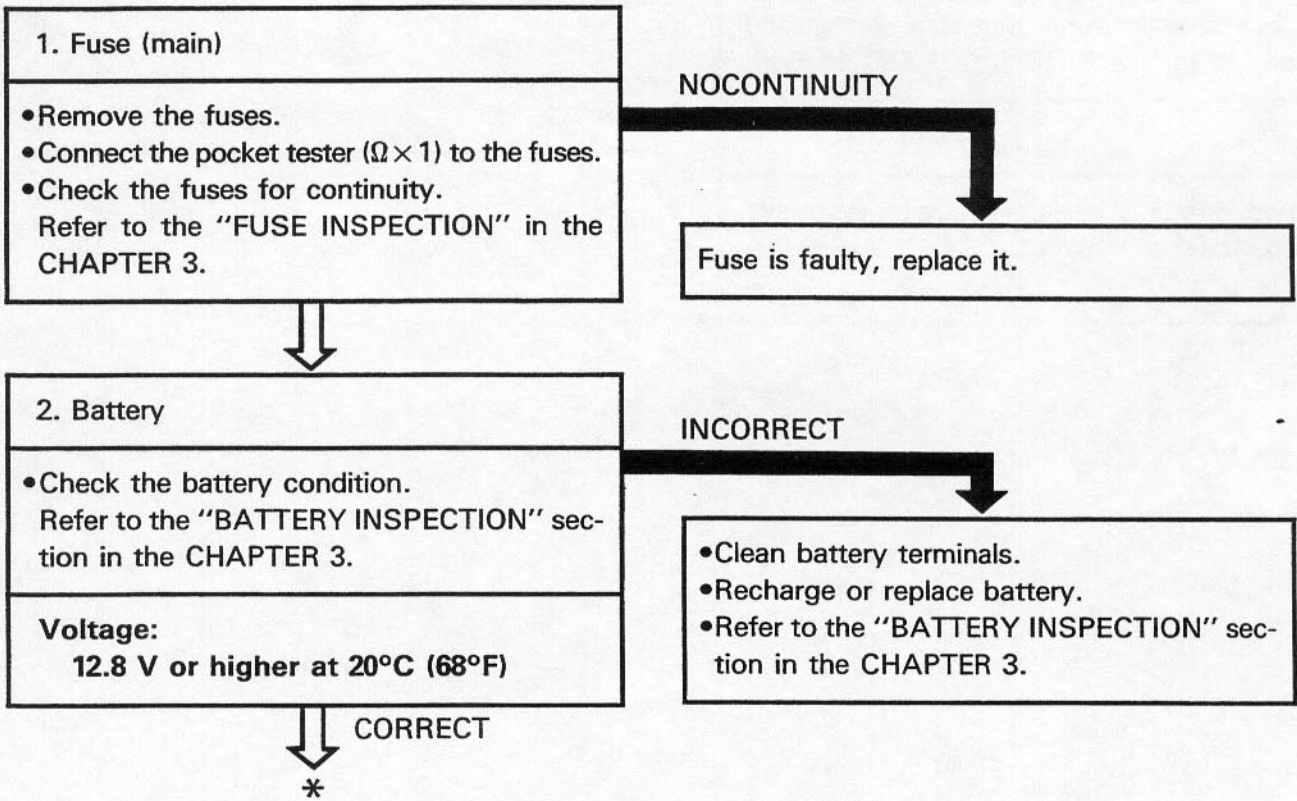 1. Fuse (main)
•Remove the fuses.
•Connect the pocket tester (Ω×1) to the fuses.
•Check the fuses for continuity.
Refer to the "FUSE INSPECTION" in the
CHAPTER 3.
NOCONTINUITY
Fuse is faulty, replace it.
2. Battery
•Check the battery condition.
Refer to the "BATTERY INSPECTION" sec-
tion in the CHAPTER 3.
Voltage:
12.8 V or higher at 20°C (68°F)
INCORRECT
•Clean battery terminals.
•Recharge or replace battery.
•Refer to the "BATTERY INSPECTION" sec-
tion in the CHAPTER 3.
CORRECT
*